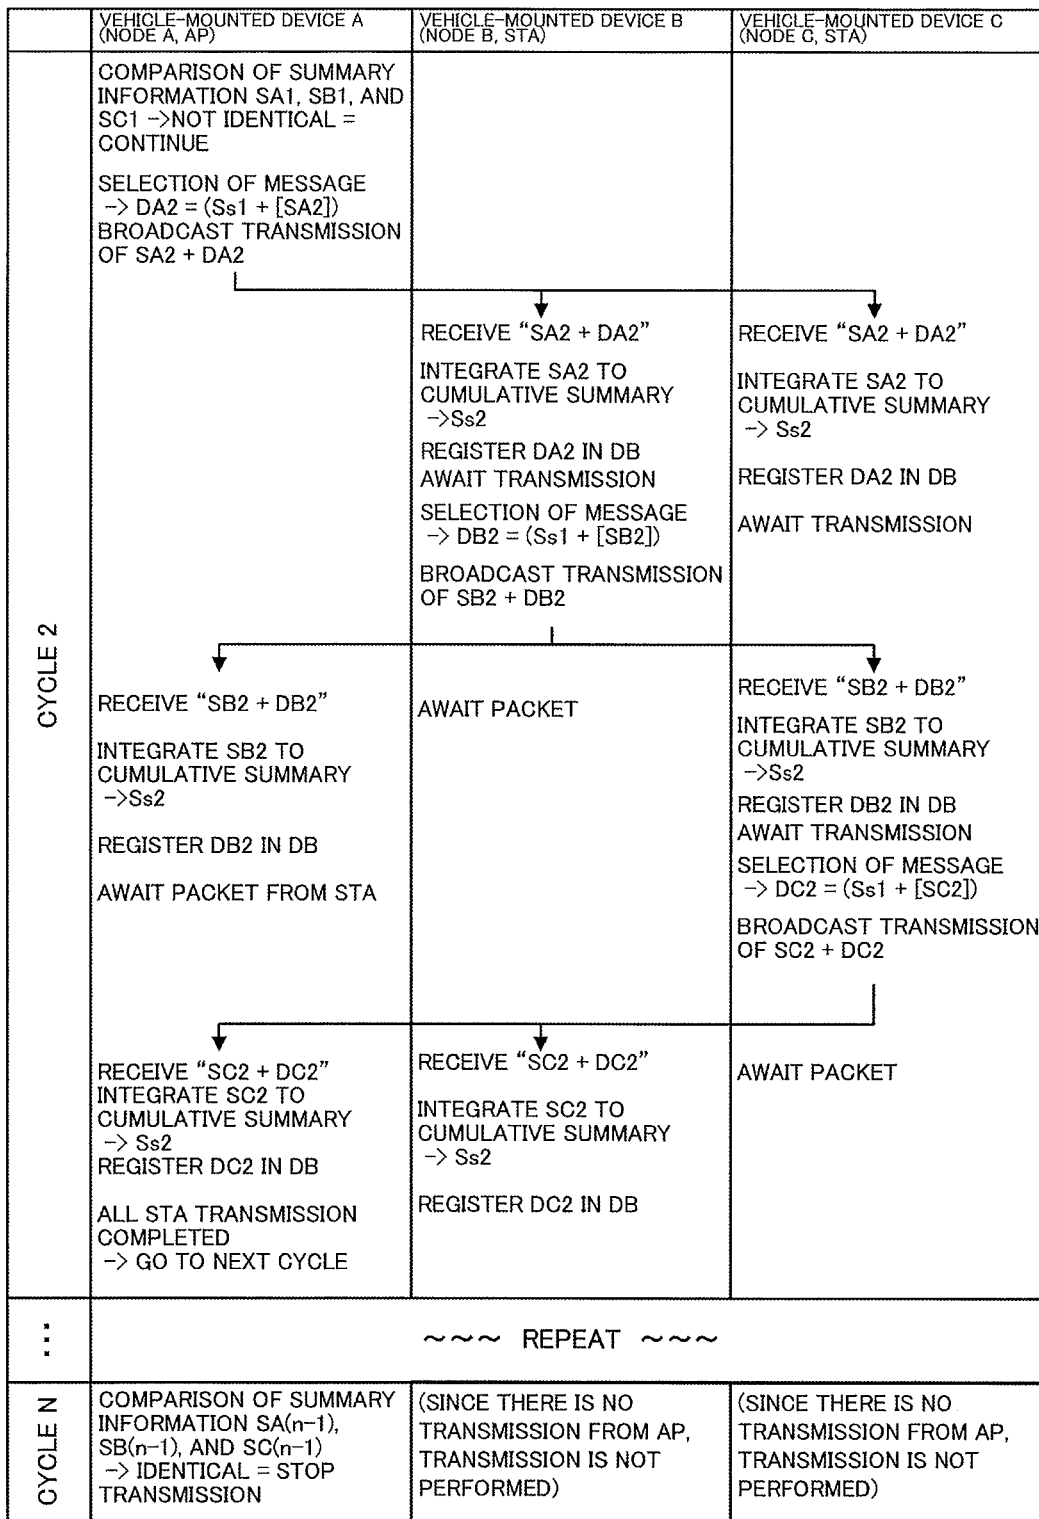 VEHICLE-MOUNTED DEVICE A
(NODE A, AP)
VEHICLE-MOUNTED DEVICE B
(NODE B, STA)
VEHICLE-MOUNTED DEVICE C
(NODE C, STA)
CYCLE 2
COMPARISON OF SUMMARY
INFORMATION SA1, SB1, AND
SC1 ->NOT IDENTICAL =
CONTINUE
SELECTION OF MESSAGE
-> DA2 = (Ss1 + [SA2])
BROADCAST TRANSMISSION
OF SA2 + DA2
RECEIVE “SA2 + DA2”
INTEGRATE SA2 TO
CUMULATIVE SUMMARY
->Ss2
REGISTER DA2 IN DB
AWAIT TRANSMISSION
SELECTION OF MESSAGE
-> DB2 = (Ss1 + [SB2])
BROADCAST TRANSMISSION
OF SB2 + DB2
RECEIVE “SA2 + DA2”
INTEGRATE SA2 TO
CUMULATIVE SUMMARY
-> Ss2
REGISTER DA2 IN DB
AWAIT TRANSMISSION
RECEIVE “SB2 + DB2”
INTEGRATE SB2 TO
CUMULATIVE SUMMARY
->Ss2
REGISTER DB2 IN DB
AWAIT PACKET FROM STA
AWAIT PACKET
RECEIVE “SB2 + DB2”
INTEGRATE SB2 TO
CUMULATIVE SUMMARY
->Ss2
REGISTER DB2 IN DB
AWAIT TRANSMISSION
SELECTION OF MESSAGE
-> DC2 = (Ss1 + [SC2])
BROADCAST TRANSMISSION
OF SC2 + DC2
RECEIVE “SC2 + DC2”
INTEGRATE SC2 TO
CUMULATIVE SUMMARY
-> Ss2
REGISTER DC2 IN DB
ALL STA TRANSMISSION
COMPLETED
-> GO TO NEXT CYCLE
RECEIVE “SC2 + DC2”
INTEGRATE SC2 TO
CUMULATIVE SUMMARY
-> Ss2
REGISTER DC2 IN DB
AWAIT PACKET
...
~~~ REPEAT ~~~
CYCLE N
COMPARISON OF SUMMARY
INFORMATION SA(n-1),
SB(n-1), AND SC(n-1)
-> IDENTICAL = STOP
TRANSMISSION
(SINCE THERE IS NO
TRANSMISSION FROM AP,
TRANSMISSION IS NOT
PERFORMED)
(SINCE THERE IS NO
TRANSMISSION FROM AP,
TRANSMISSION IS NOT
PERFORMED)